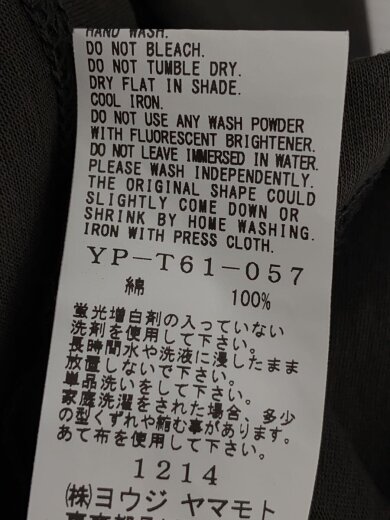 HAND WASH.
DO NOT BLEACH.
DO NOT TUMBLE DRY.
DRY FLAT IN SHADE.
COOL IRON.
DO NOT USE ANY WASH POWDER
WITH FLUORESCENT BRIGHTENER.
DO NOT LEAVE IMMERSED IN WATER.
PLEASE WASH INDEPENDENTLY.
THE ORIGINAL SHAPE COULD
SLIGHTLY COME DOWN OR
SHRINK BY HOME WASHING.
IRON WITH PRESS CLOTH.
YP-T61-057
綿 100%
蛍光増白剤の入っていない
洗剤を使用して下さい。
長時間水や洗液に浸したまま
放置しないで下さい。
単品洗いをして下さい。
家庭洗濯をされた場合、多少
の型くずれや縮む事があります。
あて布を使用して下さい。
1214
(株)ヨウジ ヤマモト